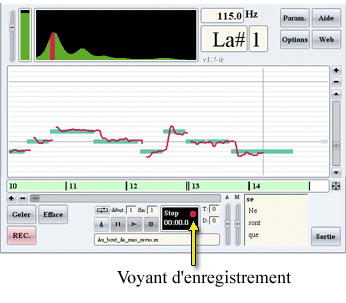 115.0 Hz
La# 1
v1.7-fr
Param. Aide
Options Web
10 11 12 13 14
Geler Efface
REC.
début: 1 fin: 1
Stop
00:00.0
T: 0
D: 0
A M
Au_bout_de_mes_reves.m
se
Ne
sont
que
Sortie
Voyant d'enregistrement